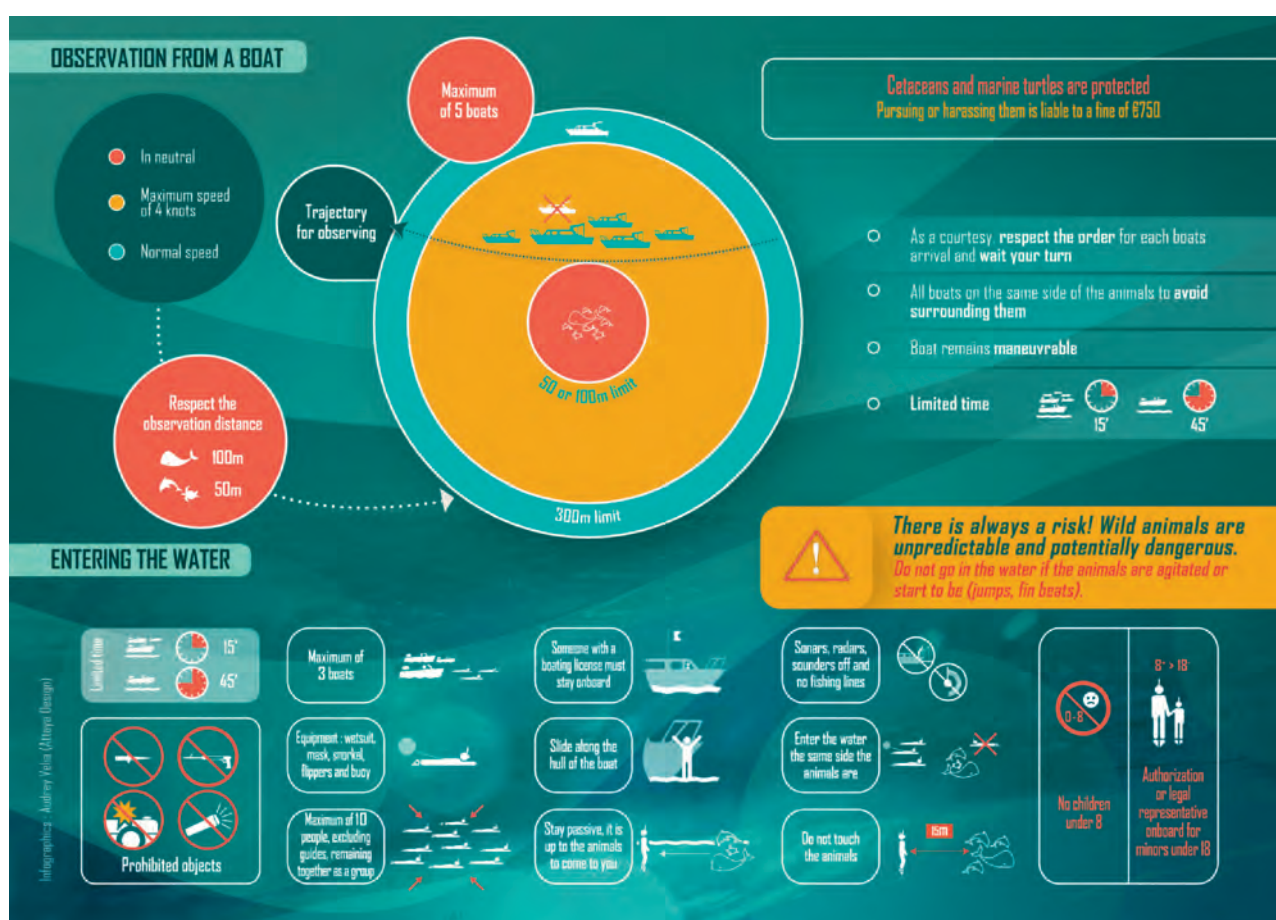 OBSERVATION FROM A BOAT
In neutral
Maximum speed
of 4 knots
Normal speed
Maximum
of 5 boats
Trajectory
for observing
Respect the
observation distance
100m
50m
50 or 100m limit
300m limit
Cetaceans and marine turtles are protected
Pursuing or harassing them is liable to a fine of €750
As a courtesy, respect the order for each boats
arrival and wait your turn
All boats on the same side of the animals to avoid
surrounding them
Boat remains maneuvrable
Limited time
15'
45'
There is always a risk! Wild animals are
unpredictable and potentially dangerous.
Do not go in the water if the animals are agitated or
start to be (jumps, fin beats).
ENTERING THE WATER
Limited time
15'
45'
Prohibited objects
Maximum of
3 boats
Equipment : wetsuit,
mask, snorkel,
flippers and buoy
Maximum of 10
people, excluding
guides, remaining
together as a group
Someone with a
boating license must
stay onboard
Slide along the
hull of the boat
Stay passive, it is
up to the animals
to come to you
Sonars, radars,
sounders off and
no fishing lines
Enter the water
the same side the
animals are
Do not touch
the animals
15m
0-8
No children
under 8
8+ > 18
Authorization
or legal
representative
onboard for
minors under 18
Infographics : Audrey